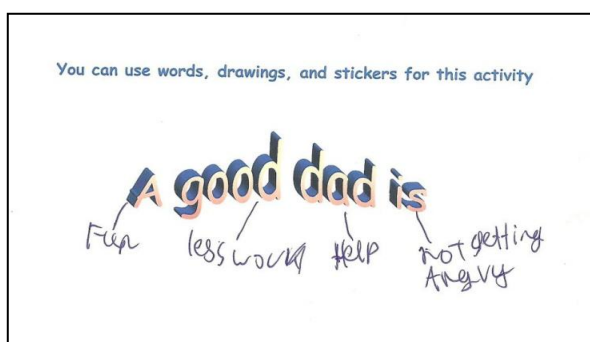 You can use words, drawings, and stickers for this activity
A good dad is
Fun less work Help not getting
Angry